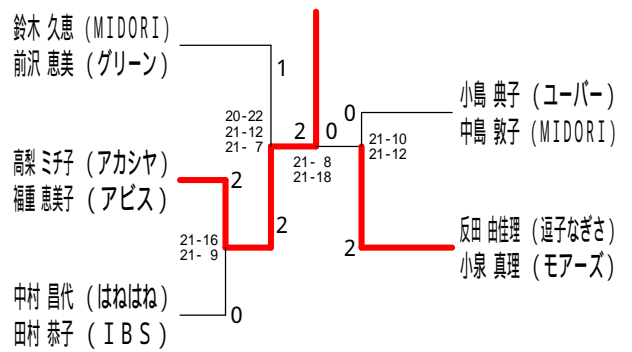 鈴木 久恵 (MIDORI)
前沢 恵美 (グリーン)
1
20-22
21-12
21- 7
高梨 ミチ子 (アカシヤ)
福重 恵美子 (アビス)
2
2
21-16
21- 9
中村 昌代 (はねはね)
田村 恭子 (ＩＢＳ)
0
2
0
21- 8
21-18
小島 典子 (ユーバー)
中島 敦子 (MIDORI)
0
21-10
21-12
反田 由佳理 (逗子なぎさ)
小泉 真理 (モアーズ)
2